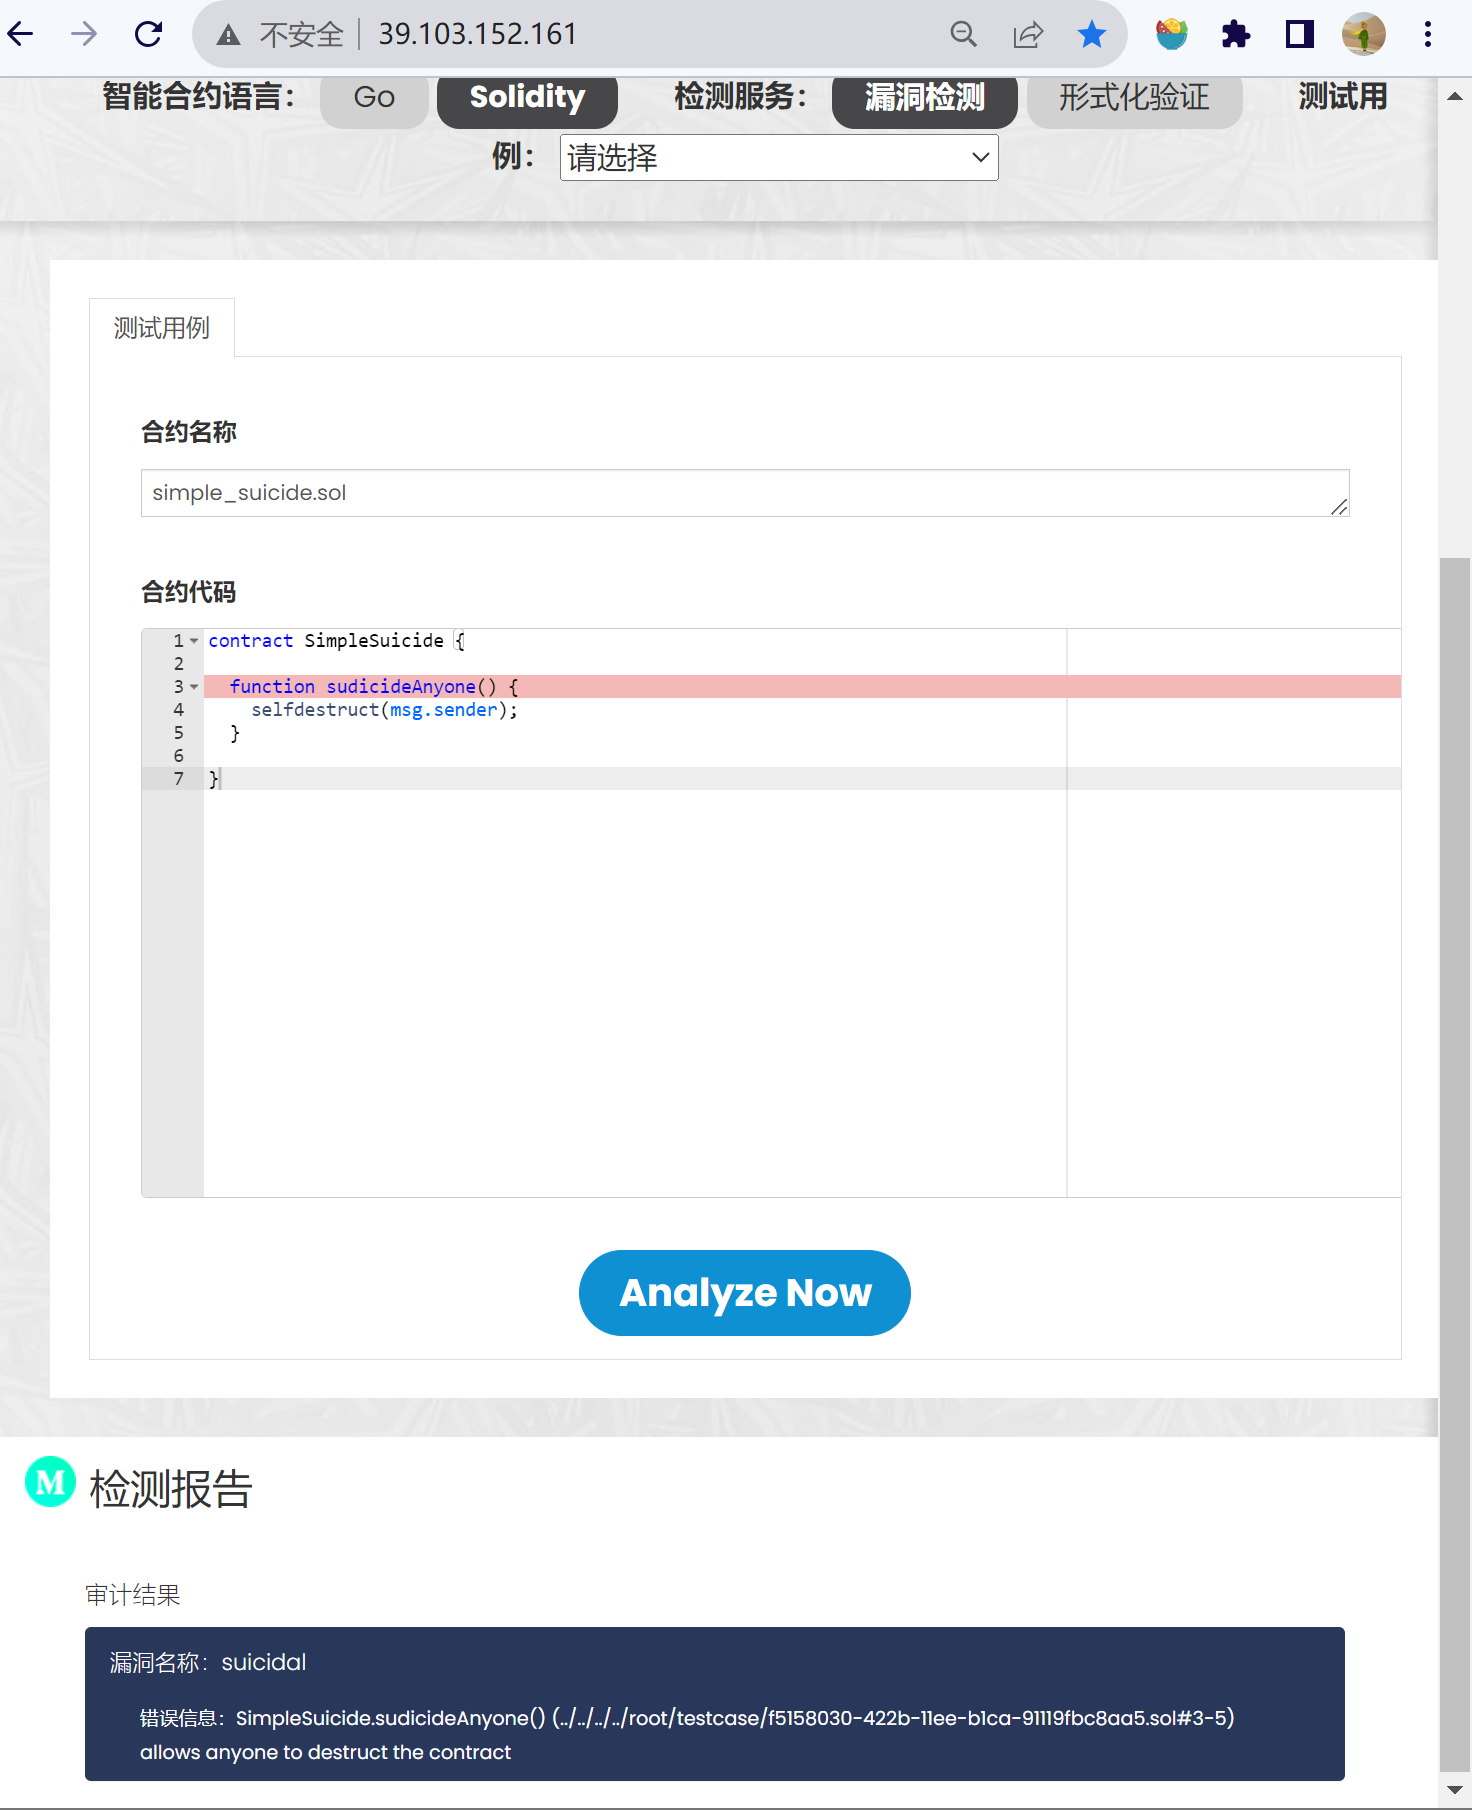 不安全 39.103.152.161
智能合约语言： Go Solidity 检测服务： 漏洞检测 形式化验证 测试用
例： 请选择
测试用例
合约名称
simple_suicide.sol
合约代码
1 contract SimpleSuicide {
2
3 function sudicideAnyone() {
4 selfdestruct(msg.sender);
5 }
6
7 }
Analyze Now
M 检测报告
审计结果
漏洞名称：suicidal
错误信息：SimpleSuicide.sudicideAnyone() (../../../../root/testcase/f5158030-422b-11ee-b1ca-91119fbc8aa5.sol#3-5)
allows anyone to destruct the contract